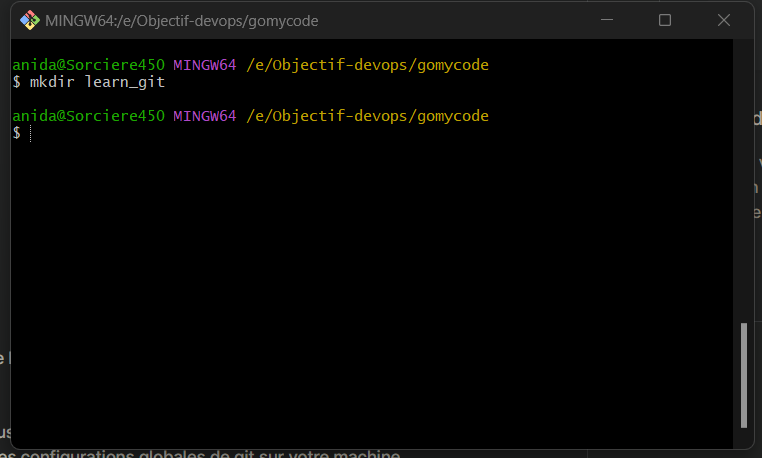 MINGW64:/e/Objectif-devops/gomycode
anida@Sorciere450 MINGW64 /e/Objectif-devops/gomycode
$ mkdir learn_git
anida@Sorciere450 MINGW64 /e/Objectif-devops/gomycode
$
es configurations globales de git sur votre machine